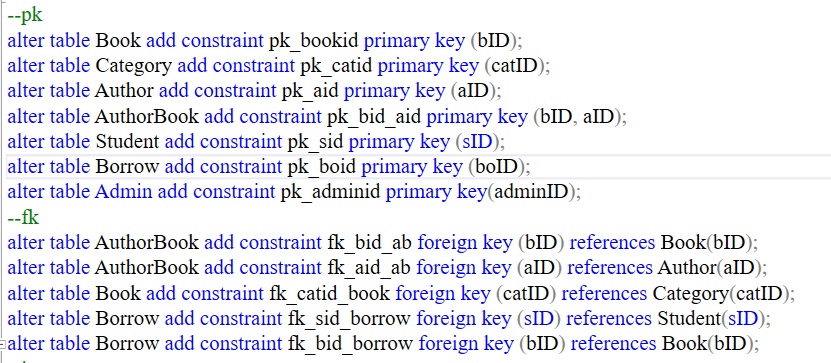 --pk
alter table Book add constraint pk_bookid primary key (bID);
alter table Category add constraint pk_catid primary key (catID);
alter table Author add constraint pk_aid primary key (aID);
alter table AuthorBook add constraint pk_bid_aid primary key (bID, aID);
alter table Student add constraint pk_sid primary key (sID);
alter table Borrow add constraint pk_boid primary key (boID);
alter table Admin add constraint pk_adminid primary key(adminID);
--fk
alter table AuthorBook add constraint fk_bid_ab foreign key (bID) references Book(bID);
alter table AuthorBook add constraint fk_aid_ab foreign key (aID) references Author(aID);
alter table Book add constraint fk_catid_book foreign key (catID) references Category(catID);
alter table Borrow add constraint fk_sid_borrow foreign key (sID) references Student(sID);
alter table Borrow add constraint fk_bid_borrow foreign key (bID) references Book(bID);